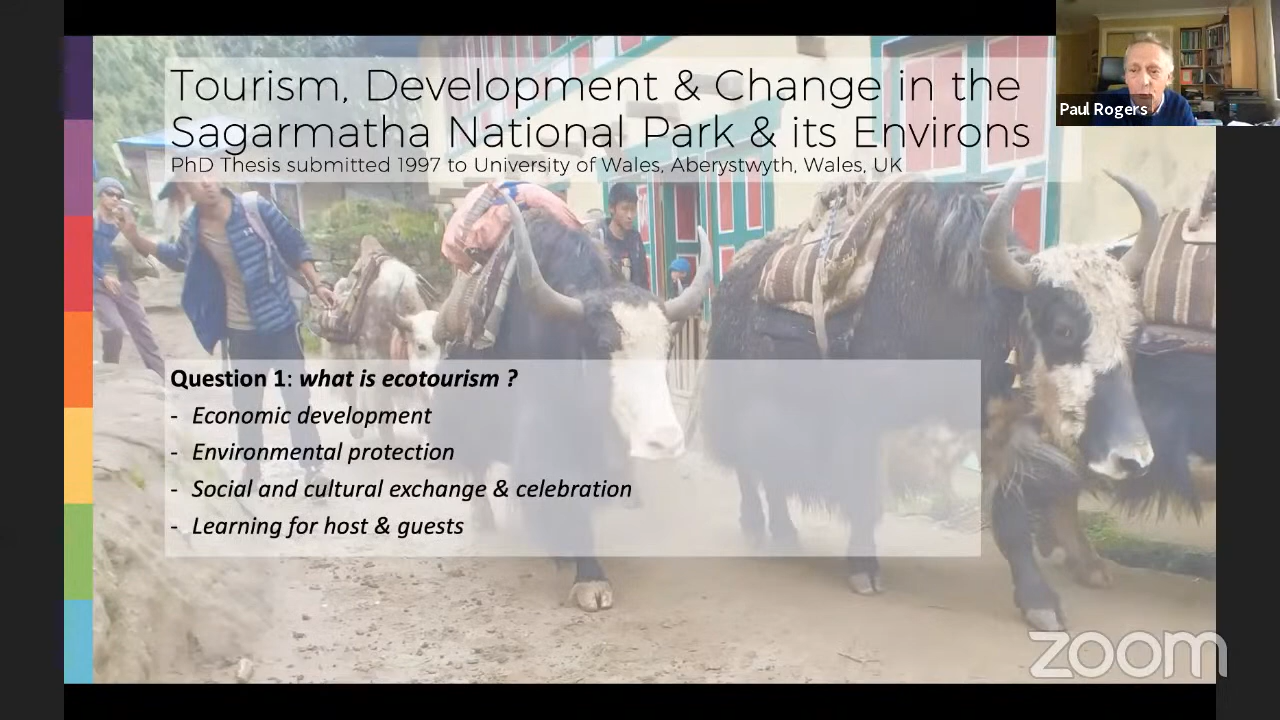 Tourism, Development & Change in the
Sagarmatha National Park & its Environs
PhD Thesis submitted 1997 to University of Wales, Aberystwyth, Wales, UK
Paul Rogers
Question 1: what is ecotourism ?
- Economic development
- Environmental protection
- Social and cultural exchange & celebration
- Learning for host & guests
zoom